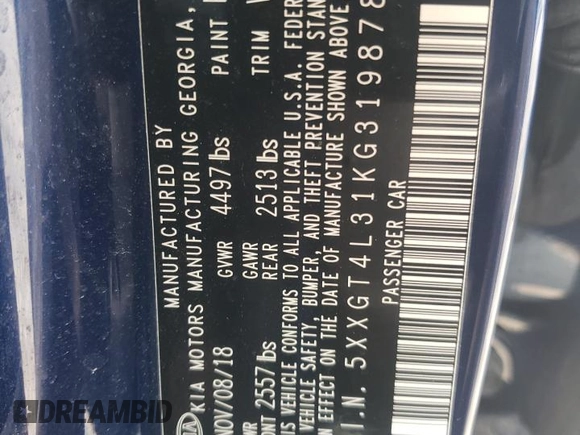 MANUFACTURED BY
KIA MOTORS MANUFACTURING GEORGIA,
NOV/08/18 GVWR 4497 lbs PAINT
GAWR
2557 lbs REAR 2513 lbs TRIM
VEHICLE CONFORMS TO ALL APPLICABLE U.S.A. FEDER
VEHICLE SAFETY, BUMPER, AND THEFT PREVENTION STAN
EFFECT ON THE DATE OF MANUFACTURE SHOWN ABOVE
I.N. 5XXGT4L31KG319878
PASSENGER CAR
DREAMBID